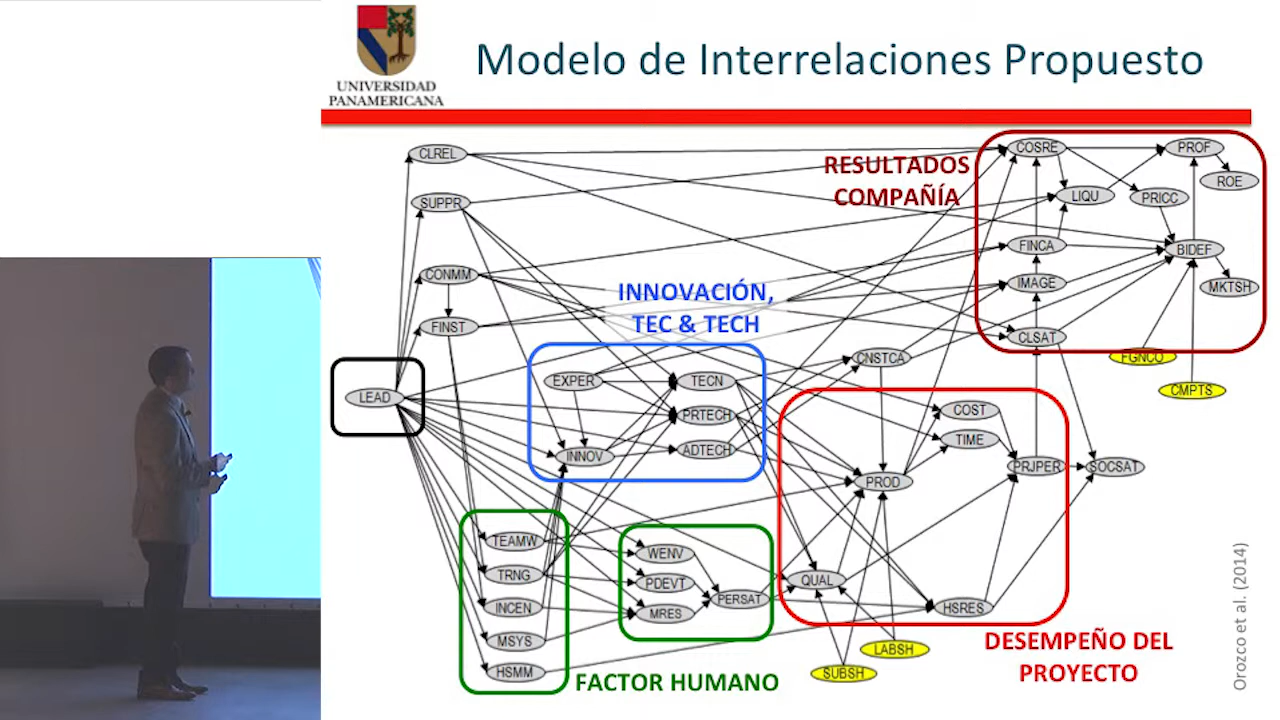 UNIVERSIDAD
PANAMERICANA
Modelo de Interrelaciones Propuesto
CLREL
SUPPR
CONMM
FINST
LEAD
RESULTADOS
COMPAÑÍA
COSRE
PROF
ROE
LIQU
PRICC
FINCA
BIDEF
IMAGE
MKTSH
CLSAT
FGNCO
CMPTS
INNOVACIÓN,
TEC & TECH
EXPER
TECN
PRTECH
INNOV
ADTECH
CNSTCA
COST
TIME
PROD
PRJPER
SOCSAT
QUAL
HSRES
LABSH
SUBSH
DESEMPEÑO DEL
PROYECTO
TEAMW
TRNG
INCEN
MSYS
HSMM
WENV
PDEVT
MRES
PERSAT
FACTOR HUMANO
Orozco et al. (2014)